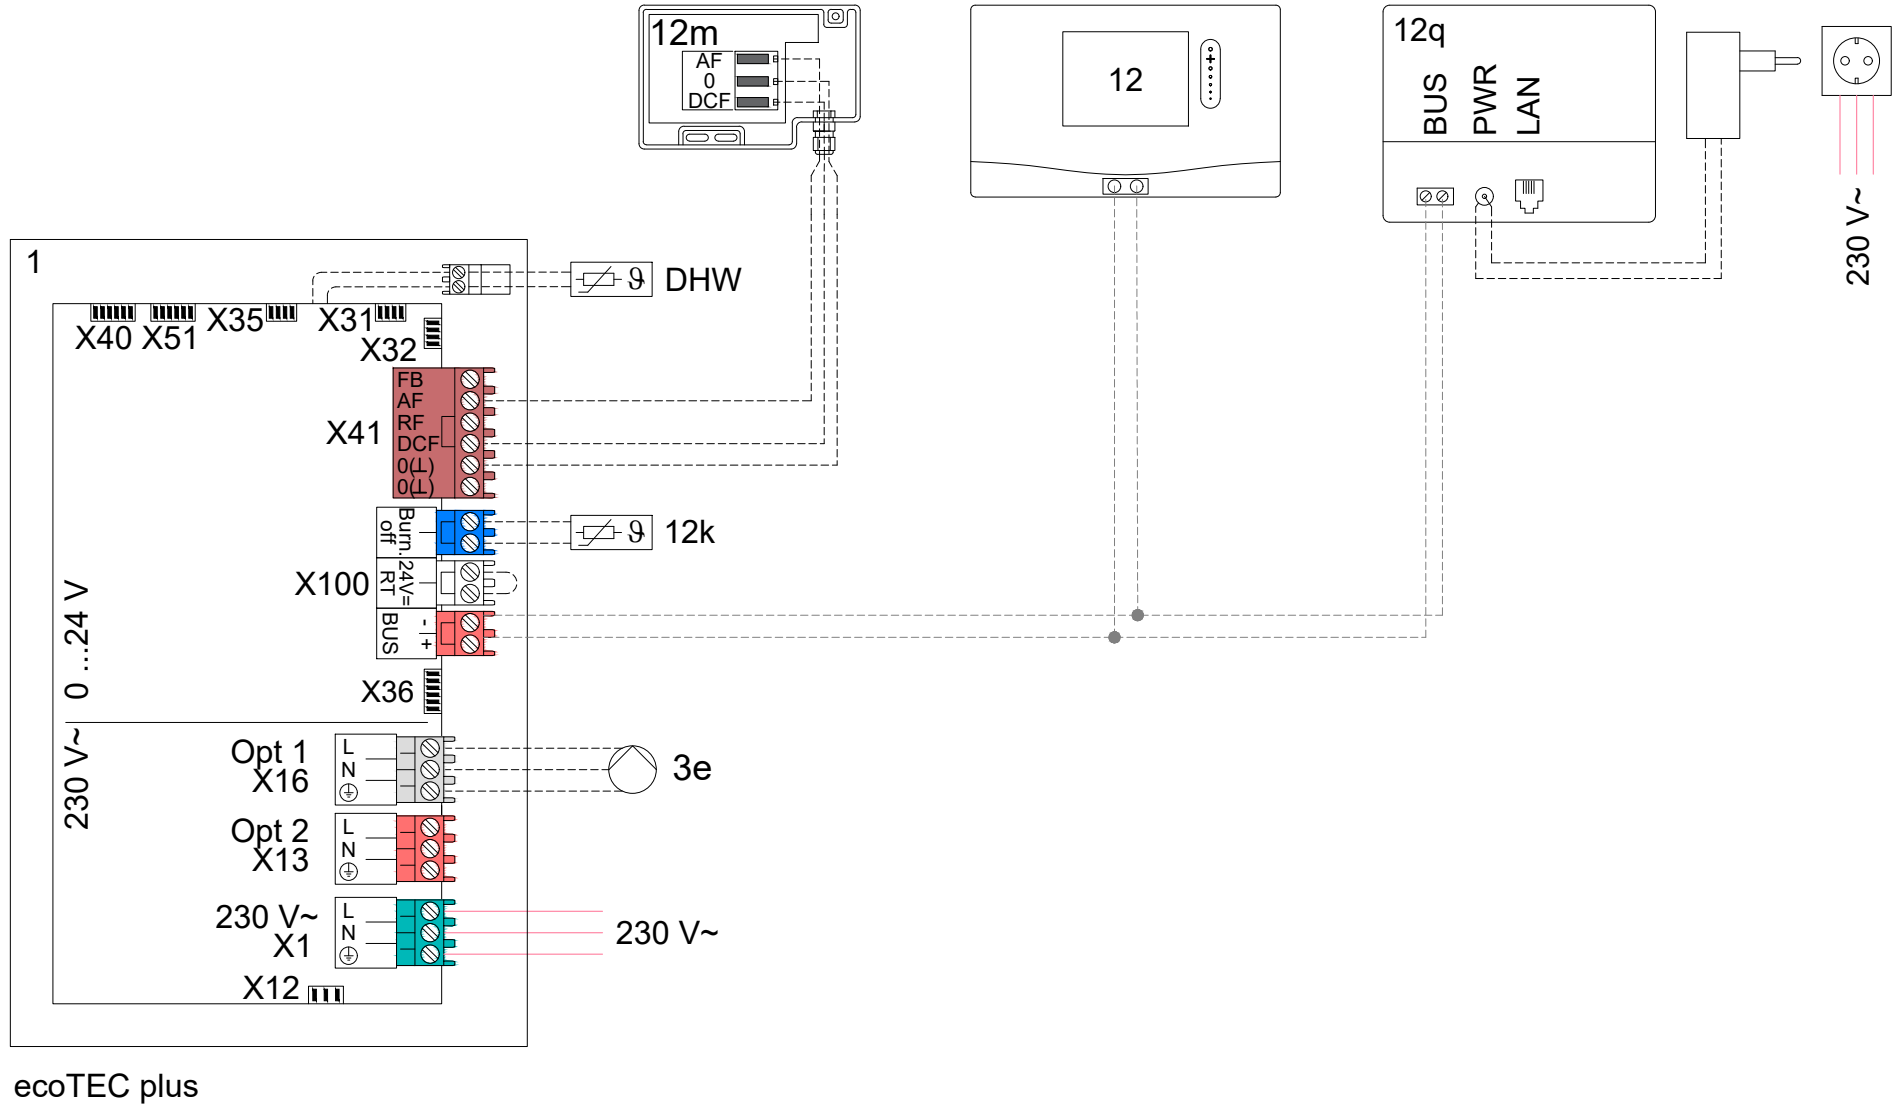 12m
AF
0
DCF
12
12q
BUS
PWR
LAN
230 V~
1
DHW
X40
X51
X35
X31
X32
X41
FB
AF
RF
DCF
0(⊥)
0(⊥)
Burn.
off
12k
X100
24V=
RT
BUS
-
+
X36
0 ...24 V
230 V~
Opt 1
X16
L
N
3e
Opt 2
X13
L
N
230 V~
X1
L
N
230 V~
X12
ecoTEC plus